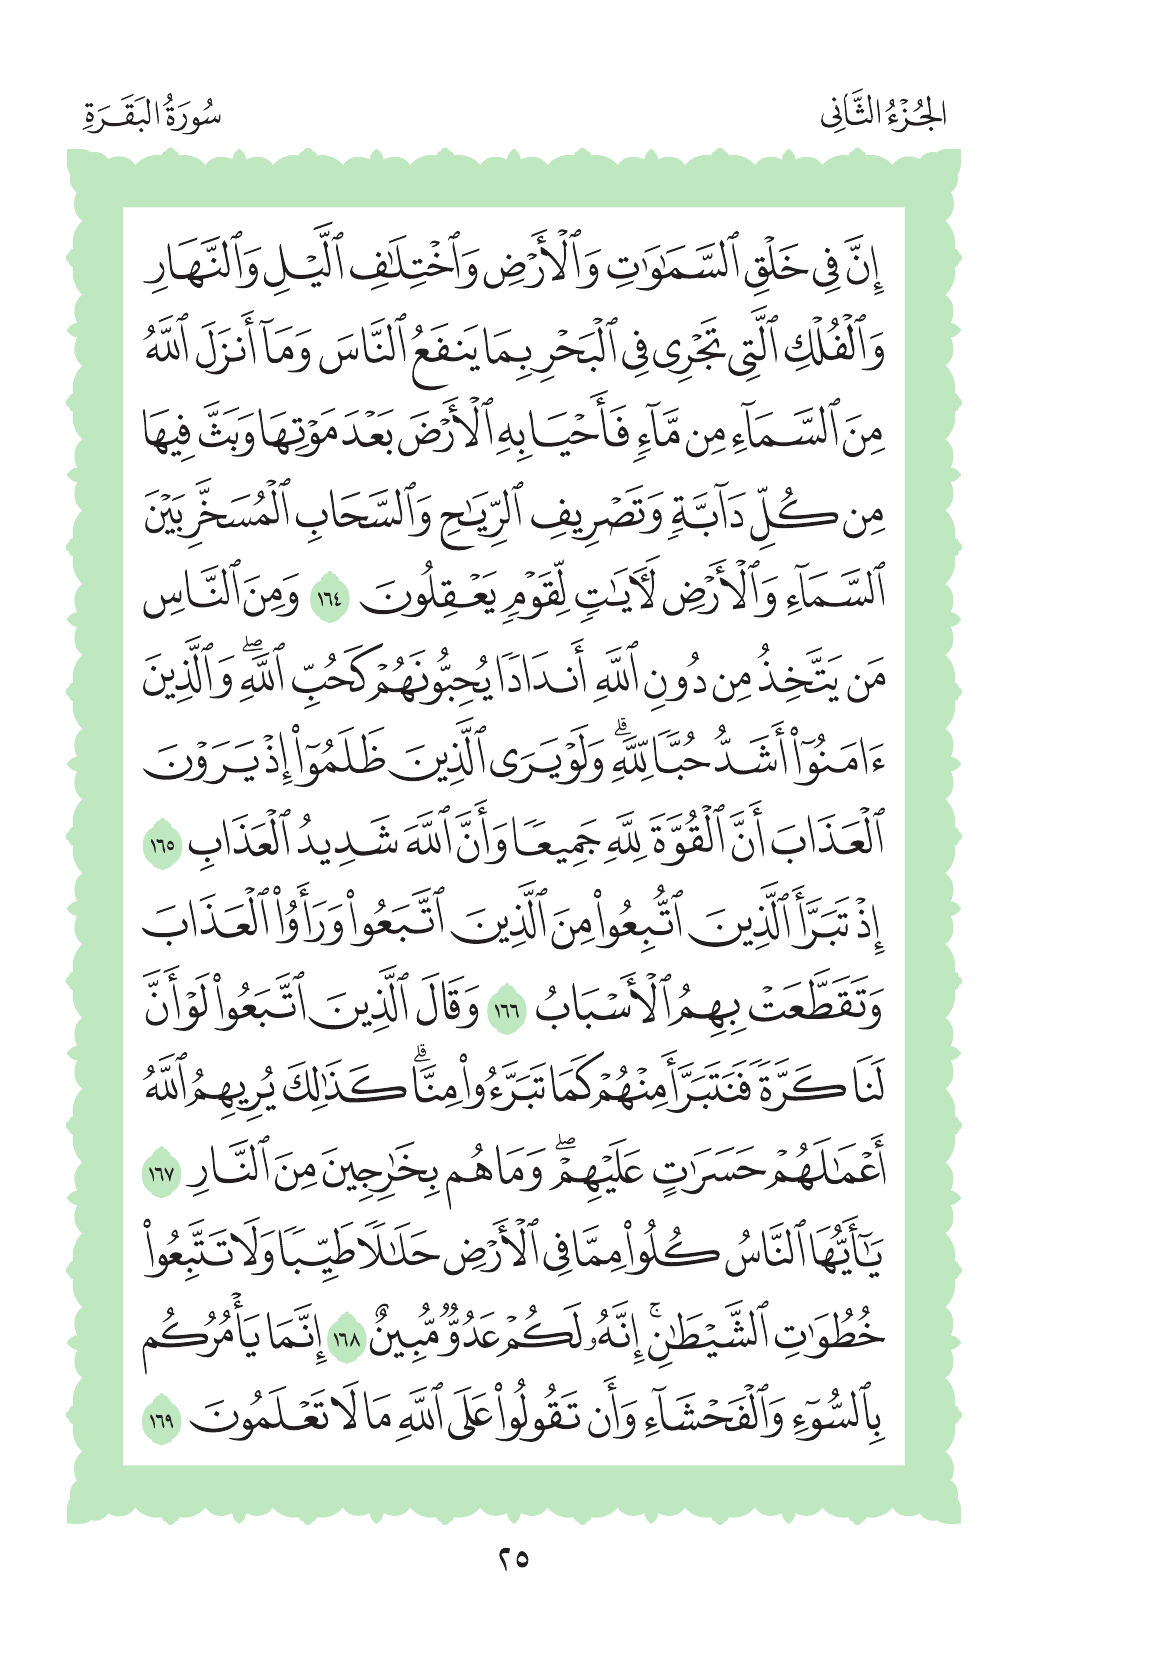 الجُزْءُ الثَّانِى
سُورَةُ البَقَرَةِ
إِنَّ فِى خَلْقِ ٱلسَّمَٰوَٰتِ وَٱلْأَرْضِ وَٱخْتِلَٰفِ ٱلَّيْلِ وَٱلنَّهَارِ
وَٱلْفُلْكِ ٱلَّتِى تَجْرِى فِى ٱلْبَحْرِ بِمَا يَنفَعُ ٱلنَّاسَ وَمَآ أَنزَلَ ٱللَّهُ
مِنَ ٱلسَّمَآءِ مِن مَّآءٍ فَأَحْيَا بِهِ ٱلْأَرْضَ بَعْدَ مَوْتِهَا وَبَثَّ فِيهَا
مِن كُلِّ دَآبَّةٍ وَتَصْرِيفِ ٱلرِّيَٰحِ وَٱلسَّحَابِ ٱلْمُسَخَّرِ بَيْنَ
ٱلسَّمَآءِ وَٱلْأَرْضِ لَءَايَٰتٍ لِّقَوْمٍ يَعْقِلُونَ ١٦٤ وَمِنَ ٱلنَّاسِ
مَن يَتَّخِذُ مِن دُونِ ٱللَّهِ أَندَادًا يُحِبُّونَهُمْ كَحُبِّ ٱللَّهِۖ وَٱلَّذِينَ
ءَامَنُوٓا۟ أَشَدُّ حُبًّا لِّلَّهِۗ وَلَوْ يَرَى ٱلَّذِينَ ظَلَمُوٓا۟ إِذْ يَرَوْنَ
ٱلْعَذَابَ أَنَّ ٱلْقُوَّةَ لِلَّهِ جَمِيعًا وَأَنَّ ٱللَّهَ شَدِيدُ ٱلْعَذَابِ ١٦٥
إِذْ تَبَرَّأَ ٱلَّذِينَ ٱتُّبِعُوا۟ مِنَ ٱلَّذِينَ ٱتَّبَعُوا۟ وَرَأَوُا۟ ٱلْعَذَابَ
وَتَقَطَّعَتْ بِهِمُ ٱلْأَسْبَابُ ١٦٦ وَقَالَ ٱلَّذِينَ ٱتَّبَعُوا۟ لَوْ أَنَّ
لَنَا كَرَّةً فَنَتَبَرَّأَ مِنْهُمْ كَمَا تَبَرَّءُوا۟ مِنَّاۗ كَذَٰلِكَ يُرِيهِمُ ٱللَّهُ
أَعْمَٰلَهُمْ حَسَرَٰتٍ عَلَيْهِمْۖ وَمَا هُم بِخَٰرِجِينَ مِنَ ٱلنَّارِ ١٦٧
يَٰٓأَيُّهَا ٱلنَّاسُ كُلُوا۟ مِمَّا فِى ٱلْأَرْضِ حَلَٰلًا طَيِّبًا وَلَا تَتَّبِعُوا۟
خُطُوَٰتِ ٱلشَّيْطَٰنِۚ إِنَّهُۥ لَكُمْ عَدُوٌّ مُّبِينٌ ١٦٨ إِنَّمَا يَأْمُرُكُم
بِٱلسُّوٓءِ وَٱلْفَحْشَآءِ وَأَن تَقُولُوا۟ عَلَى ٱللَّهِ مَا لَا تَعْلَمُونَ ١٦٩
٢٥